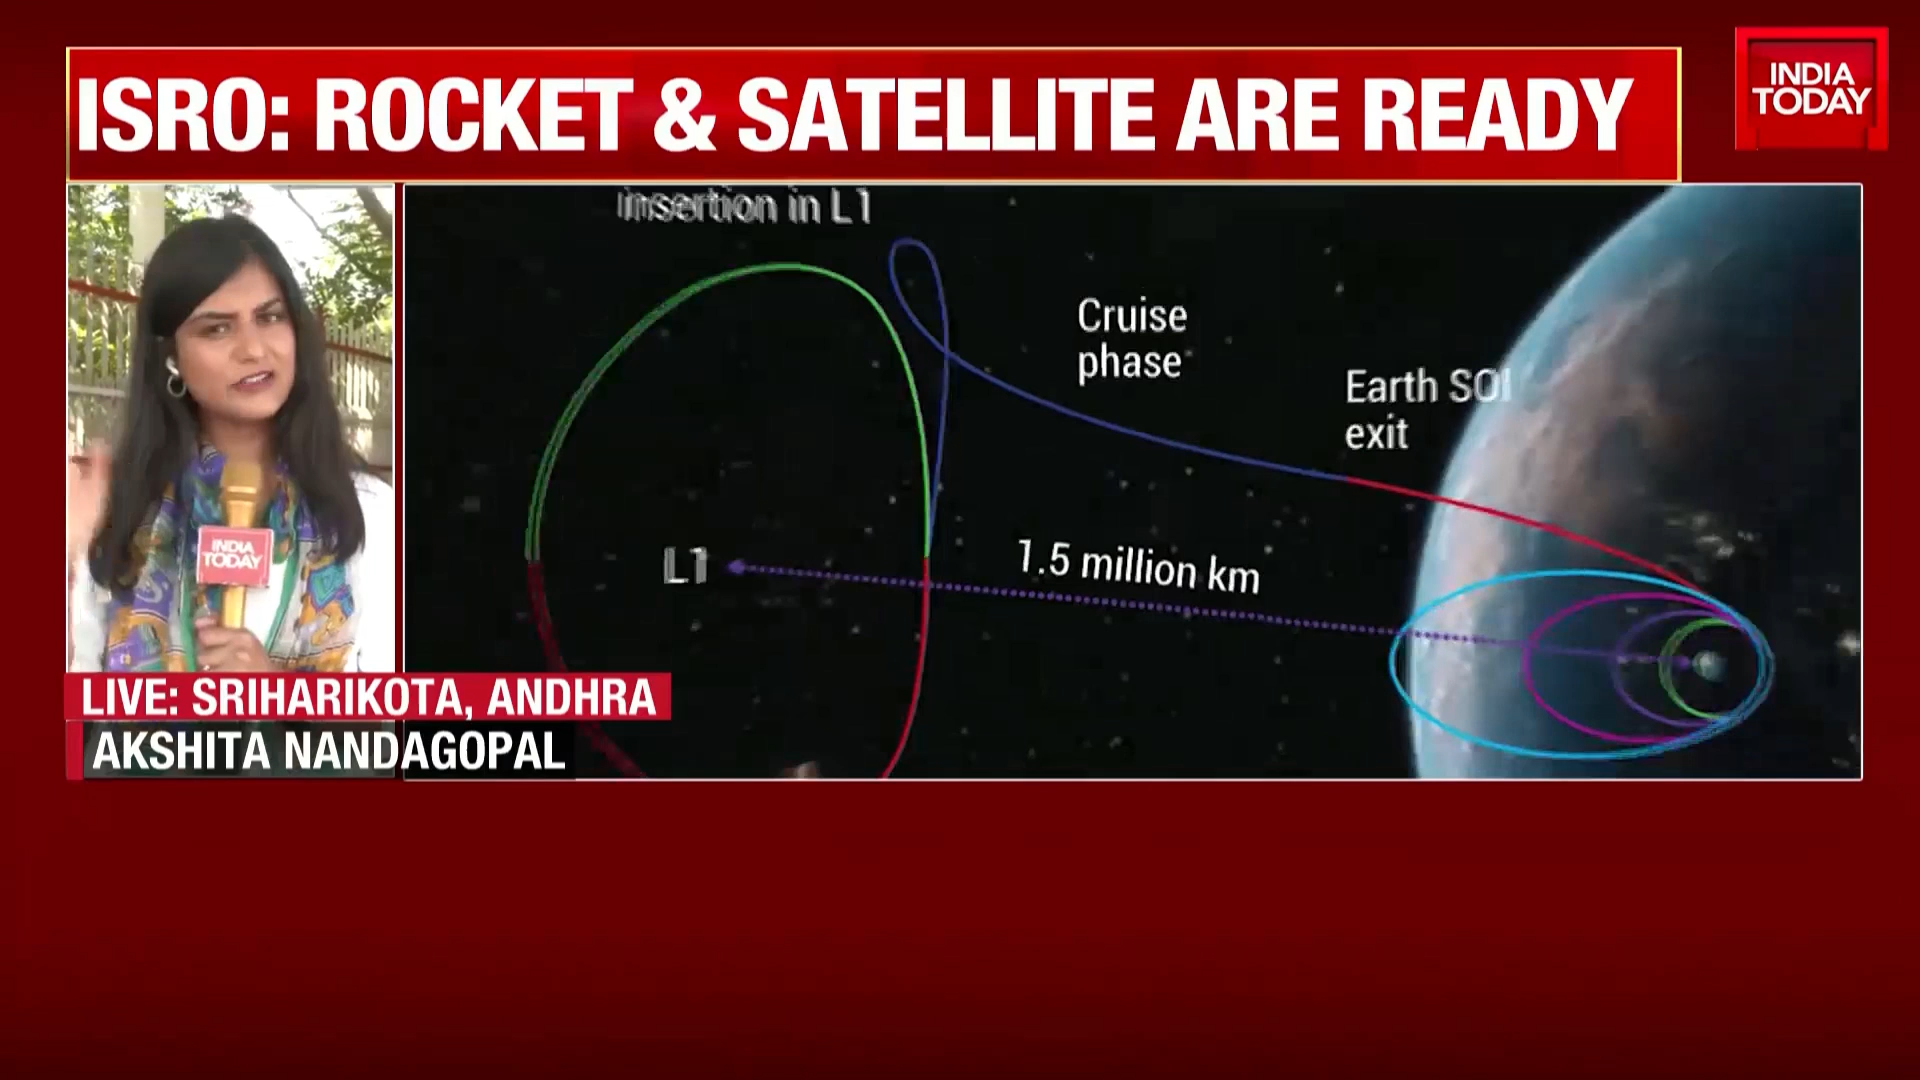 ISRO: ROCKET & SATELLITE ARE READY
INDIA
TODAY
insertion in L1
Cruise
phase
Earth SOI
exit
1.5 million km
L1
INDIA
TODAY
LIVE: SRIHARIKOTA, ANDHRA
AKSHITA NANDAGOPAL